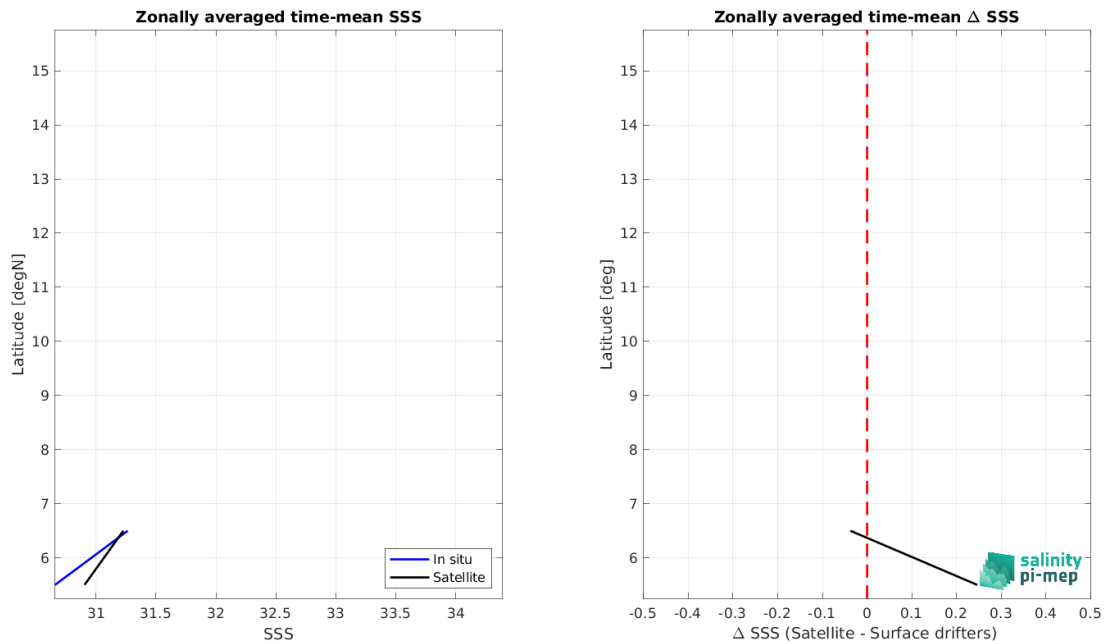 Zonally averaged time-mean SSS
15
14
13
12
11
10
9
8
7
6
Latitude [degN]
31 31.5 32 32.5 33 33.5 34
SSS
In situ
Satellite
Zonally averaged time-mean Δ SSS
15
14
13
12
11
10
9
8
7
6
Latitude [deg]
-0.5 -0.4 -0.3 -0.2 -0.1 0 0.1 0.2 0.3 0.4 0.5
Δ SSS (Satellite - Surface drifters)
salinity
pi-mep